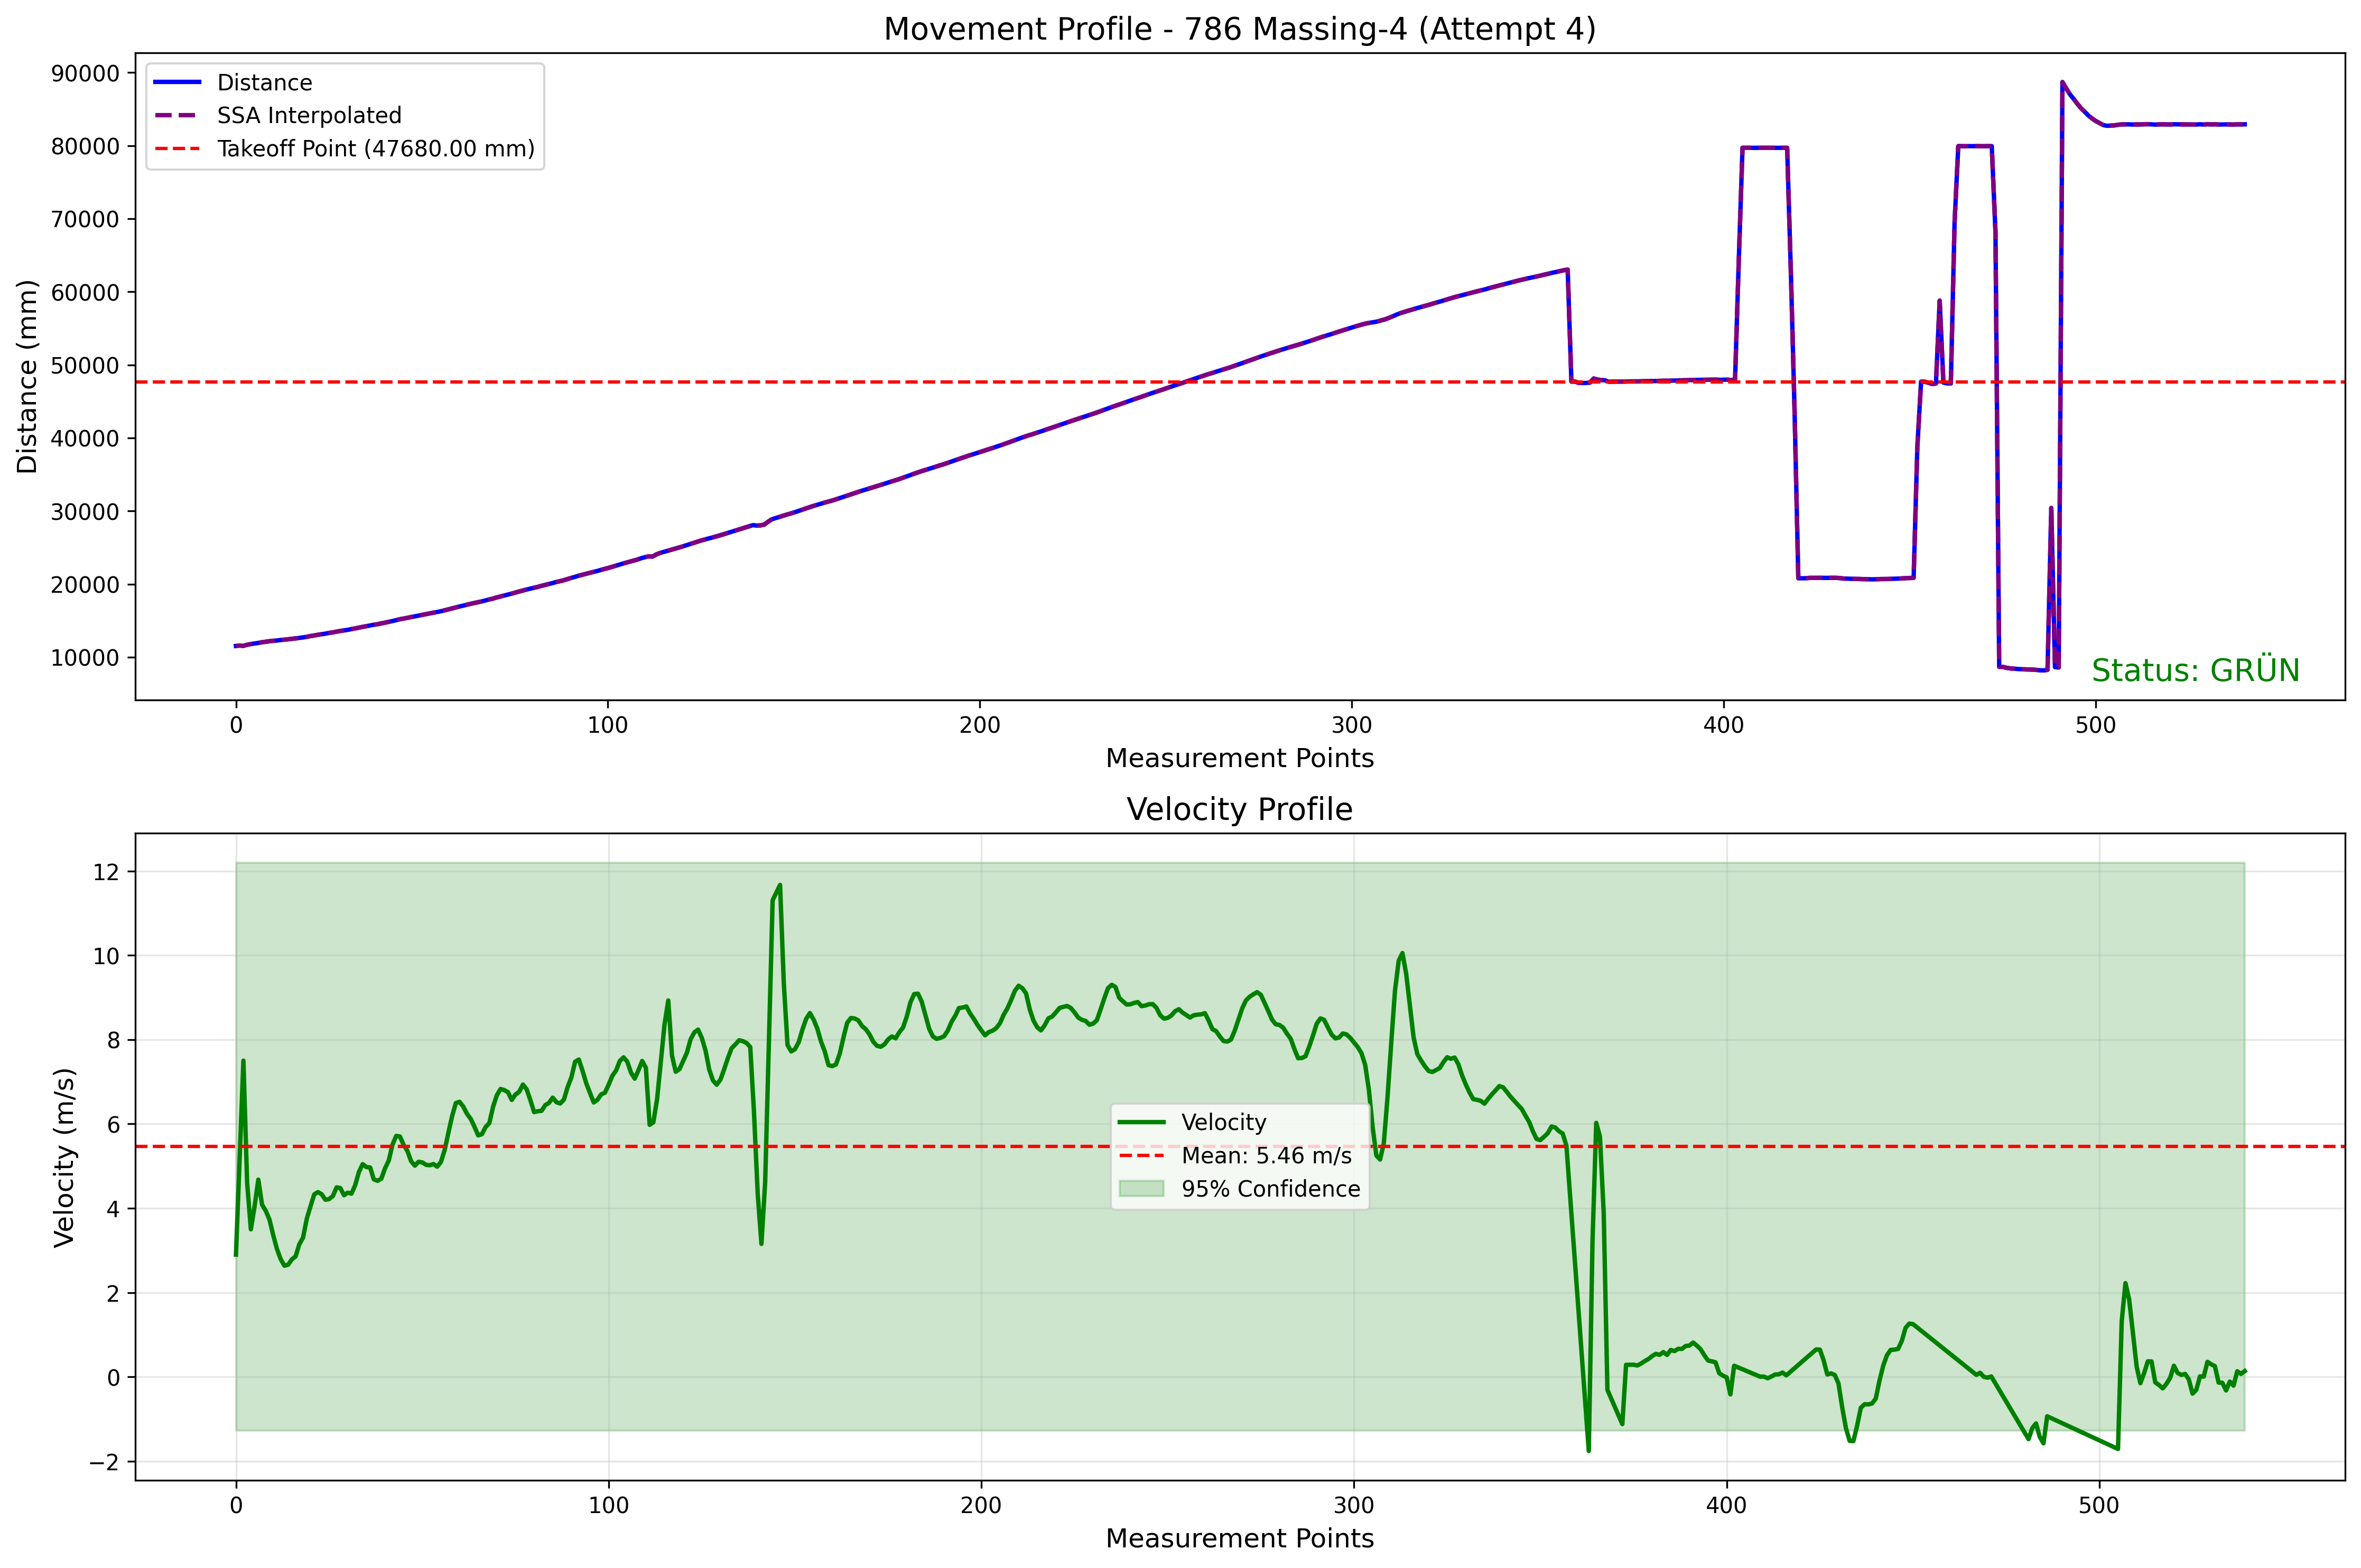 Movement Profile - 786 Massing-4 (Attempt 4)
Distance
SSA Interpolated
Takeoff Point (47680.00 mm)
Distance (mm)
90000
80000
70000
60000
50000
40000
30000
20000
10000
Status: GRÜN
0 100 200 300 400 500
Measurement Points
Velocity Profile
Velocity (m/s)
12
10
8
6
4
2
0
−2
Velocity
Mean: 5.46 m/s
95% Confidence
0 100 200 300 400 500
Measurement Points